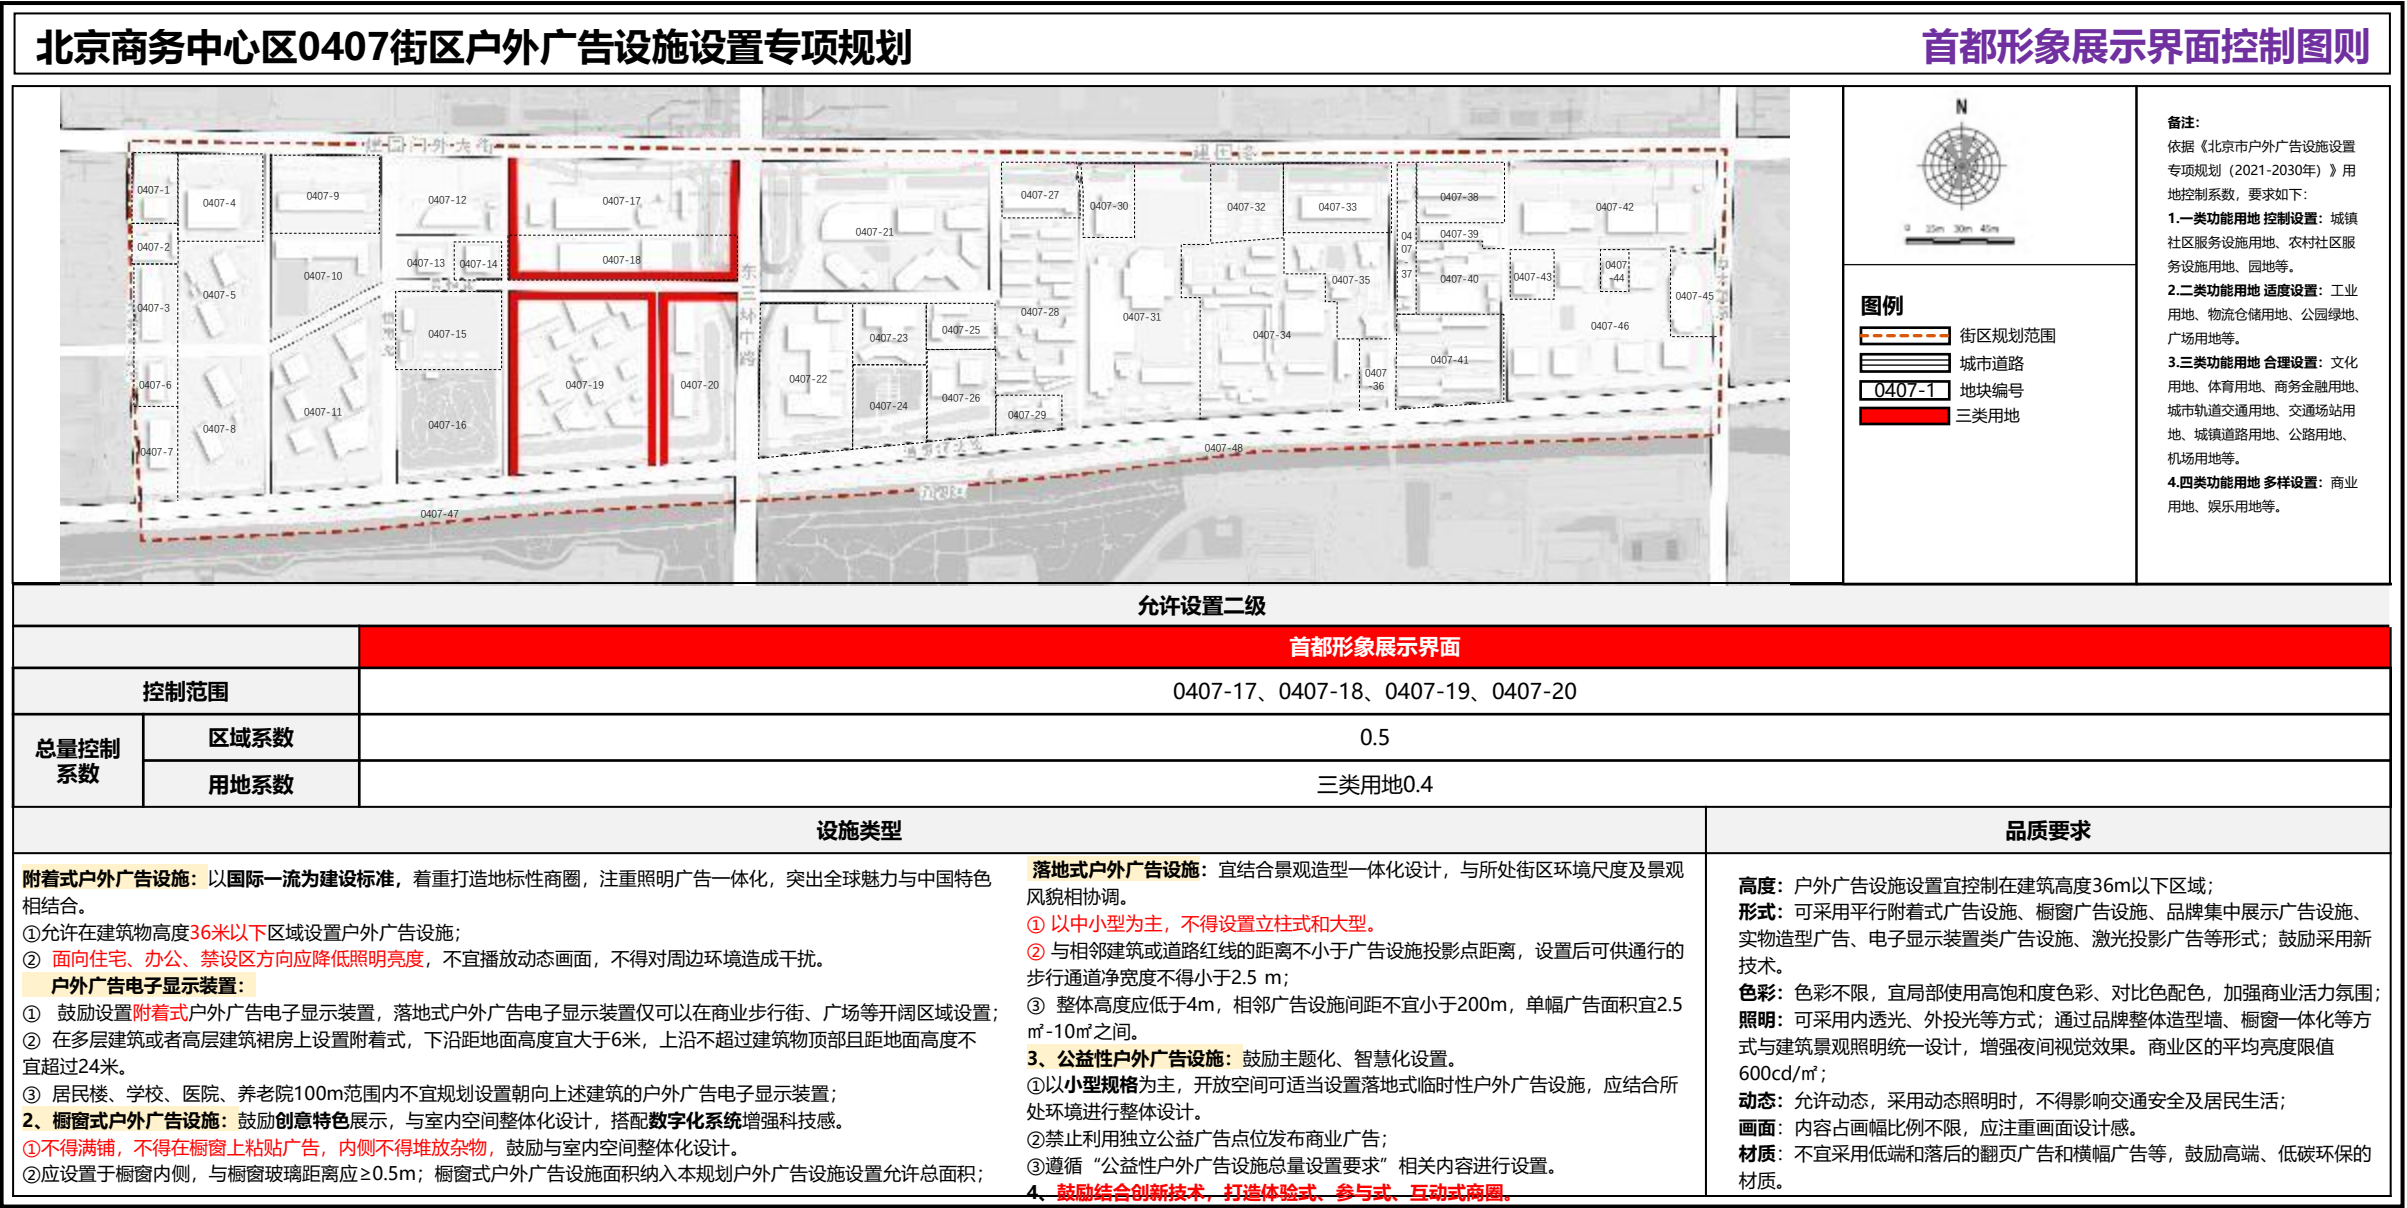 北京商务中心区0407街区户外广告设施设置专项规划
首都形象展示界面控制图则
建国门外大街
建国路
0407-1
0407-2
0407-3
0407-4
0407-5
0407-6
0407-7
0407-8
0407-9
0407-10
0407-11
0407-12
0407-13
0407-14
0407-15
0407-16
0407-17
0407-18
0407-19
0407-20
东三环中路
0407-21
0407-22
0407-23
0407-24
0407-25
0407-26
0407-27
0407-28
0407-29
0407-30
0407-31
0407-32
0407-33
0407-34
0407-35
0407
-36
04
07
-
37
0407-38
0407-39
0407-40
0407-41
0407-42
0407-43
0407
-44
0407-45
0407-46
0407-47
0407-48
N
0 15m 30m 45m
图例
街区规划范围
城市道路
0407-1 地块编号
三类用地
备注：
依据《北京市户外广告设施设置
专项规划（2021-2030年）》用
地控制系数，要求如下：
1.一类功能用地 控制设置：城镇
社区服务设施用地、农村社区服
务设施用地、园地等。
2.二类功能用地 适度设置：工业
用地、物流仓储用地、公园绿地、
广场用地等。
3.三类功能用地 合理设置：文化
用地、体育用地、商务金融用地、
城市轨道交通用地、交通场站用
地、城镇道路用地、公路用地、
机场用地等。
4.四类功能用地 多样设置：商业
用地、娱乐用地等。
允许设置二级
首都形象展示界面
控制范围
0407-17、0407-18、0407-19、0407-20
总量控制
系数
区域系数
0.5
用地系数
三类用地0.4
设施类型
品质要求
附着式户外广告设施：以国际一流为建设标准，着重打造地标性商圈，注重照明广告一体化，突出全球魅力与中国特色
相结合。
①允许在建筑物高度36米以下区域设置户外广告设施；
② 面向住宅、办公、禁设区方向应降低照明亮度，不宜播放动态画面，不得对周边环境造成干扰。
户外广告电子显示装置：
① 鼓励设置附着式户外广告电子显示装置，落地式户外广告电子显示装置仅可以在商业步行街、广场等开阔区域设置；
② 在多层建筑或者高层建筑裙房上设置附着式，下沿距地面高度宜大于6米，上沿不超过建筑物顶部且距地面高度不
宜超过24米。
③ 居民楼、学校、医院、养老院100m范围内不宜规划设置朝向上述建筑的户外广告电子显示装置；
2、橱窗式户外广告设施：鼓励创意特色展示，与室内空间整体化设计，搭配数字化系统增强科技感。
①不得满铺，不得在橱窗上粘贴广告，内侧不得堆放杂物，鼓励与室内空间整体化设计。
②应设置于橱窗内侧，与橱窗玻璃距离应≥0.5m；橱窗式户外广告设施面积纳入本规划户外广告设施设置允许总面积；
落地式户外广告设施：宜结合景观造型一体化设计，与所处街区环境尺度及景观
风貌相协调。
① 以中小型为主，不得设置立柱式和大型。
② 与相邻建筑或道路红线的距离不小于广告设施投影点距离，设置后可供通行的
步行通道净宽度不得小于2.5 m；
③ 整体高度应低于4m，相邻广告设施间距不宜小于200m，单幅广告面积宜2.5
㎡-10㎡之间。
3、公益性户外广告设施：鼓励主题化、智慧化设置。
①以小型规格为主，开放空间可适当设置落地式临时性户外广告设施，应结合所
处环境进行整体设计。
②禁止利用独立公益广告点位发布商业广告；
③遵循“公益性户外广告设施总量设置要求”相关内容进行设置。
4、鼓励结合创新技术，打造体验式、参与式、互动式商圈。
高度：户外广告设施设置宜控制在建筑高度36m以下区域；
形式：可采用平行附着式广告设施、橱窗广告设施、品牌集中展示广告设施、
实物造型广告、电子显示装置类广告设施、激光投影广告等形式；鼓励采用新
技术。
色彩：色彩不限，宜局部使用高饱和度色彩、对比色配色，加强商业活力氛围；
照明：可采用内透光、外投光等方式；通过品牌整体造型墙、橱窗一体化等方
式与建筑景观照明统一设计，增强夜间视觉效果。商业区的平均亮度限值
600cd/㎡；
动态：允许动态，采用动态照明时，不得影响交通安全及居民生活；
画面：内容占画幅比例不限，应注重画面设计感。
材质：不宜采用低端和落后的翻页广告和横幅广告等，鼓励高端、低碳环保的
材质。